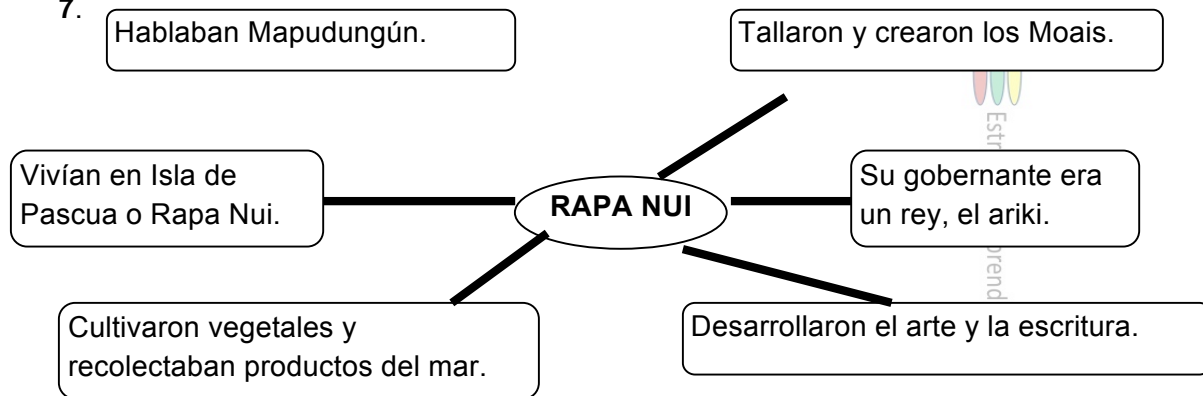 7.
Hablaban Mapudungún.
Tallaron y crearon los Moais.
Vivían en Isla de
Pascua o Rapa Nui.
RAPA NUI
Su gobernante era
un rey, el ariki.
Cultivaron vegetales y
recolectaban productos del mar.
Desarrollaron el arte y la escritura.